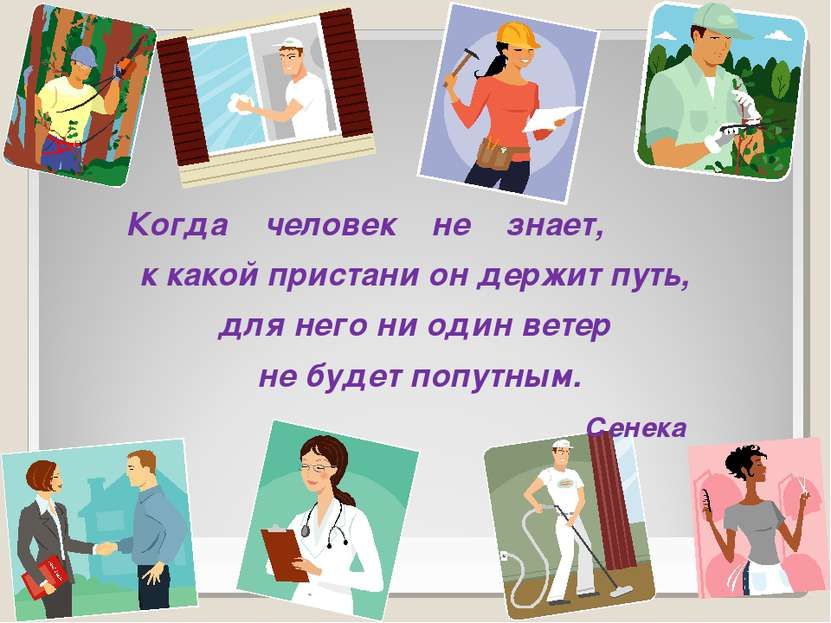 Когда человек не знает,
к какой пристани он держит путь,
для него ни один ветер
не будет попутным.
Сенека